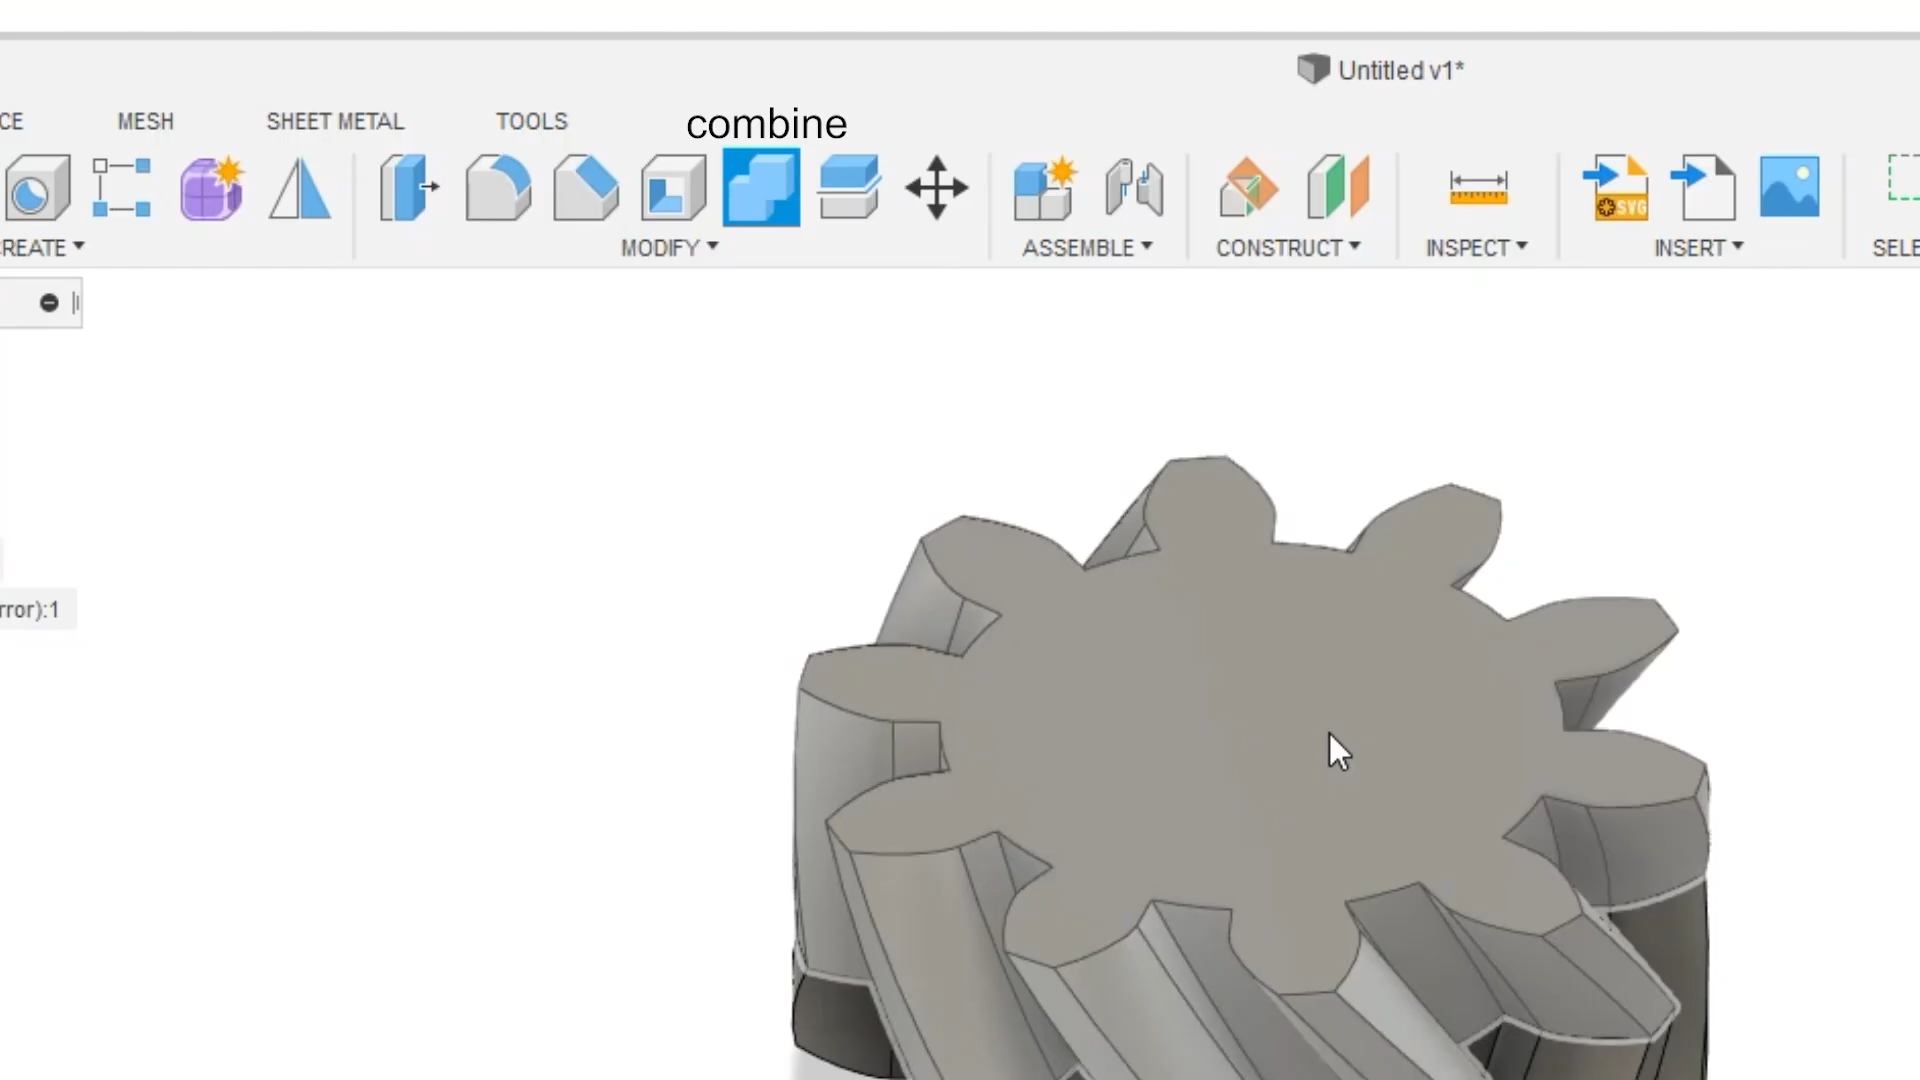 Untitled v1*
CE MESH SHEET METAL TOOLS combine
SVG
REATE MODIFY ASSEMBLE CONSTRUCT INSPECT INSERT SELE
rror):1